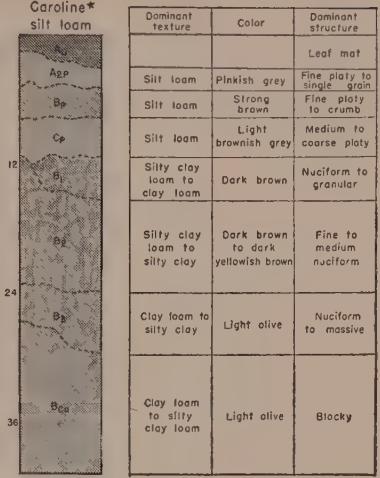 Caroline*
silt loam
Dominant
texture
Color
Dominant
structure
Leaf mat
A2P
Silt loam
Pinkish grey
Fine platy to
single grain
BP
Silt loam
Strong
brown
Fine platy
to crumb
CP
Silt loam
Light
brownish grey
Medium to
coarse platy
12
Silty clay
loam to
clay loam
Dark brown
Nuciform to
granular
B2
Silty clay
loam to
silty clay
Dark brown
to dark
yellowish brown
Fine to
medium
nuciform
24
Clay loam to
silty clay
Light olive
Nuciform
to massive
BCa
36
Clay loam
to silty
clay loam
Light olive
Blocky